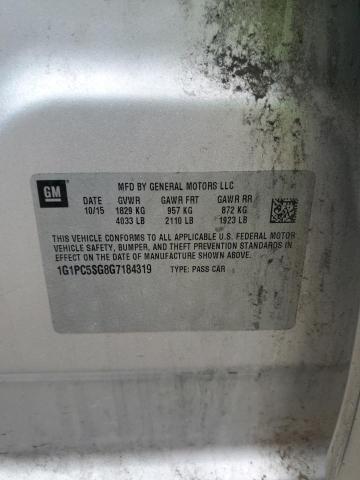 GM
MFD BY GENERAL MOTORS LLC
10/15 GVWR GAWR FRT GAWR RR
1829 KG 957 KG 872 KG
4033 LB 2110 LB 1923 LB
THIS VEHICLE CONFORMS TO ALL APPLICABLE U.S. FEDERAL MOTOR
VEHICLE SAFETY, BUMPER, AND THEFT PREVENTION STANDARDS
IN EFFECT ON THE DATE OF MANUFACTURE SHOWN ABOVE.
1G1PC5SG8G7184319 TYPE: PASS CAR